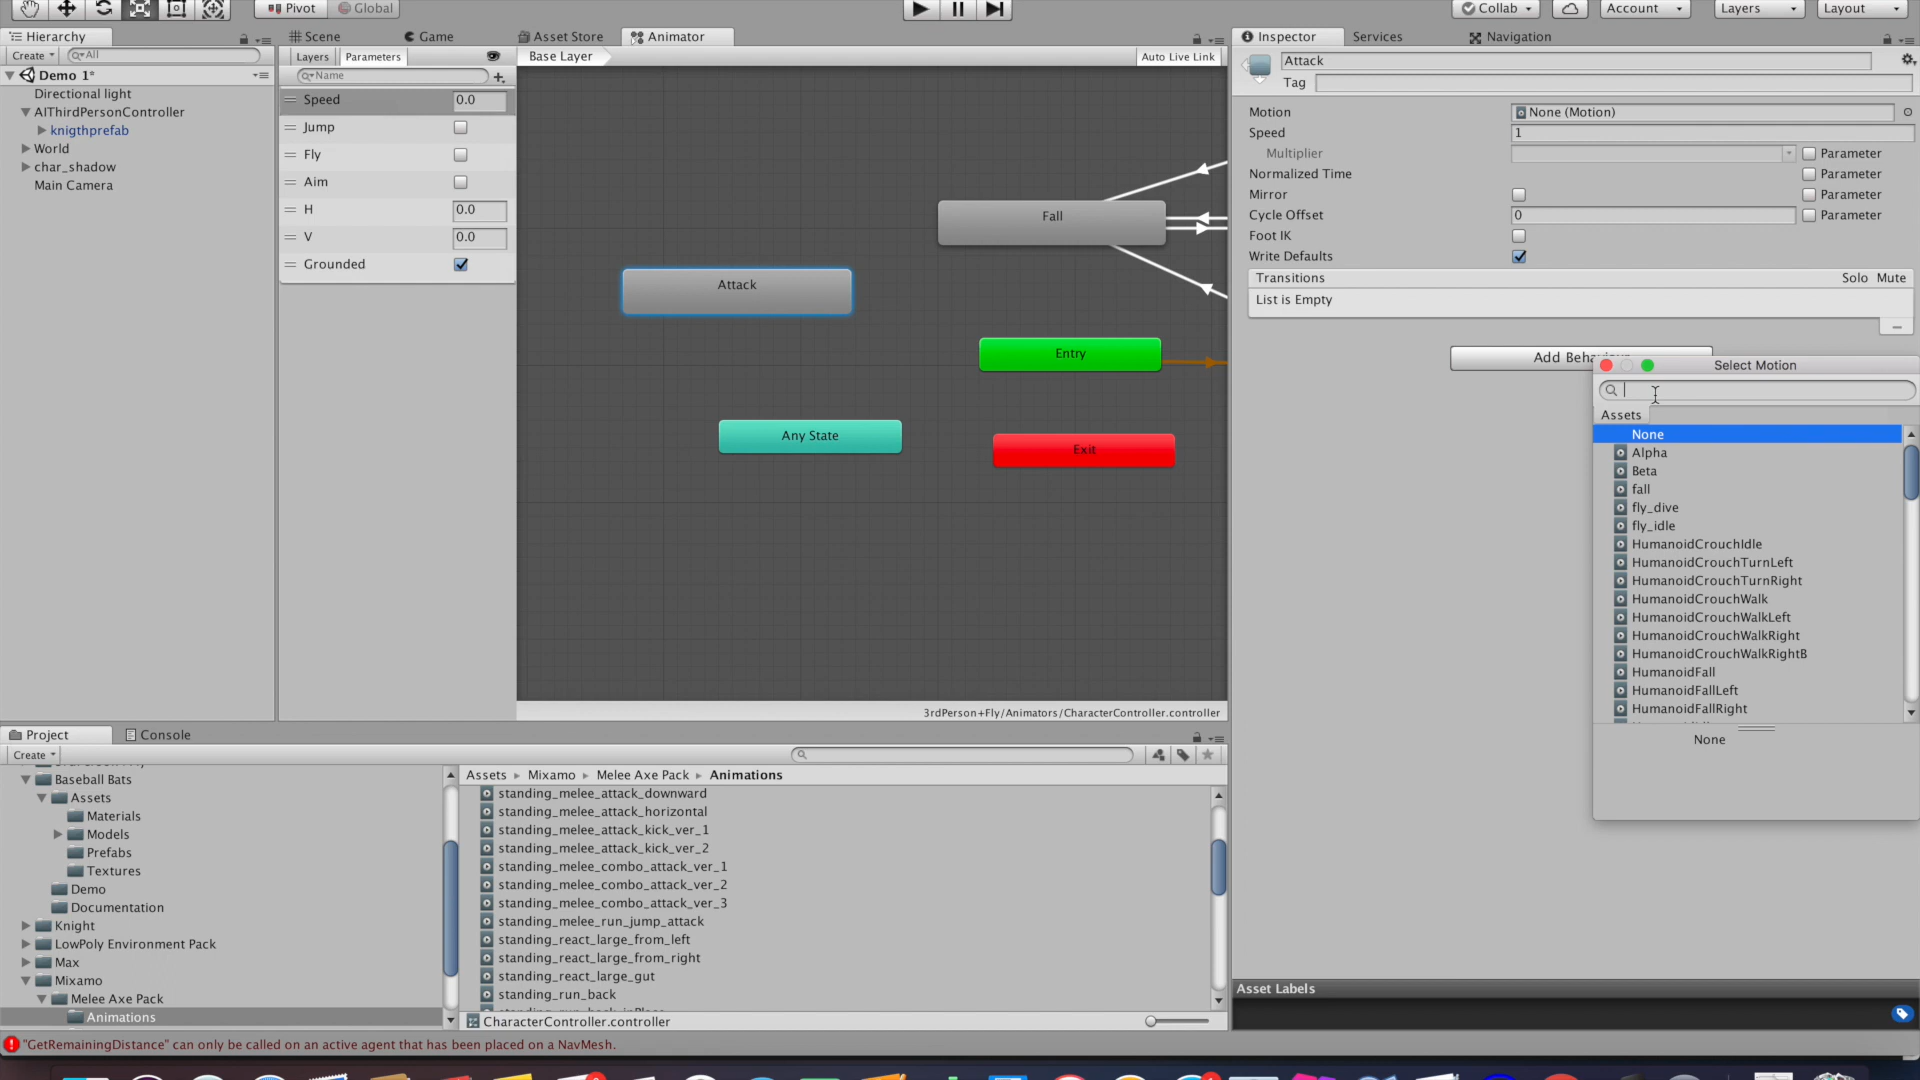 Pivot
Global
Collab
Account
Layers
Layout
Hierarchy
Scene
Game
Asset Store
Animator
Inspector
Services
Navigation
Create
All
Layers
Parameters
Base Layer
Auto Live Link
Attack
Demo 1*
Name
Tag
Directional light
AIThirdPersonController
knigthprefab
World
char_shadow
Main Camera
Speed
0.0
Jump
Fly
Aim
H
0.0
V
0.0
Grounded
Fall
Attack
Entry
Any State
Exit
3rdPerson+Fly/Animators/CharacterController.controller
Motion
None (Motion)
Speed
1
Multiplier
Parameter
Normalized Time
Parameter
Mirror
Parameter
Cycle Offset
0
Parameter
Foot IK
Write Defaults
Transitions
Solo
Mute
List is Empty
Select Motion
Assets
None
Alpha
Beta
fall
fly_dive
fly_idle
HumanoidCrouchIdle
HumanoidCrouchTurnLeft
HumanoidCrouchTurnRight
HumanoidCrouchWalk
HumanoidCrouchWalkLeft
HumanoidCrouchWalkRight
HumanoidCrouchWalkRightB
HumanoidFall
HumanoidFallLeft
HumanoidFallRight
None
Project
Console
Create
Baseball Bats
Assets
Materials
Models
Prefabs
Textures
Demo
Documentation
Knight
LowPoly Environment Pack
Max
Mixamo
Melee Axe Pack
Animations
Assets
Mixamo
Melee Axe Pack
Animations
standing_melee_attack_downward
standing_melee_attack_horizontal
standing_melee_attack_kick_ver_1
standing_melee_attack_kick_ver_2
standing_melee_combo_attack_ver_1
standing_melee_combo_attack_ver_2
standing_melee_combo_attack_ver_3
standing_melee_run_jump_attack
standing_react_large_from_left
standing_react_large_from_right
standing_react_large_gut
standing_run_back
CharacterController.controller
Asset Labels
"GetRemainingDistance" can only be called on an active agent that has been placed on a NavMesh.